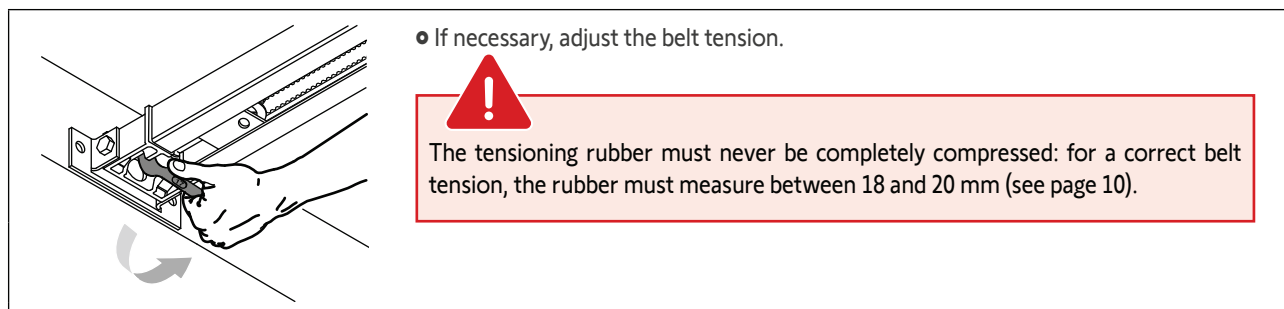 If necessary, adjust the belt tension.
The tensioning rubber must never be completely compressed: for a correct belt
tension, the rubber must measure between 18 and 20 mm (see page 10).